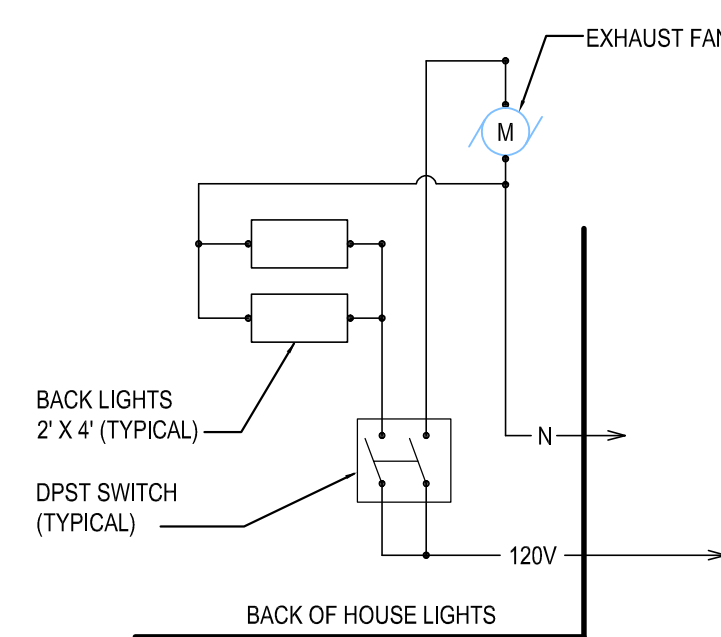 EXHAUST FAN
M
BACK LIGHTS
2' X 4' (TYPICAL)
N
DPST SWITCH
(TYPICAL)
120V
BACK OF HOUSE LIGHTS